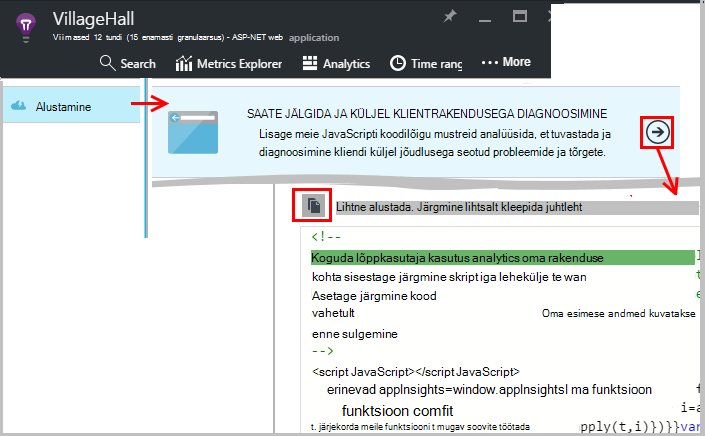 VillageHall
Viimased 12 tundi (15 enamasti granulaarsus) - ASP-NET web application
Search Metrics Explorer Analytics Time rang ••• More
Alustamine
SAATE JÄLGIDA JA KÜLJEL KLIENTRAKENDUSEGA DIAGNOOSIMINE
Lisage meie JavaScripti koodilõigu mustreid analüüsida, et tuvastada ja
diagnoosimine kliendi küljel jõudlusega seotud probleemide ja tõrgete.
Lihtne alustada. Järgmine lihtsalt kleepida juhtleht
<!--
Koguda lõppkasutaja kasutus analytics oma rakenduse
kohta sisestage järgmine skript iga lehekülje te wan
Asetage järgmine kood
vahetult Oma esimese andmed kuvatakse
enne sulgemine
-->
<script JavaScript></script JavaScript>
erinevad appInsights=window.appInsightsl ma funktsioon
funktsioon comfit i=a
t. järjekorda meile funktsiooni t mugav soovite töötada pply(t,i)})}}var